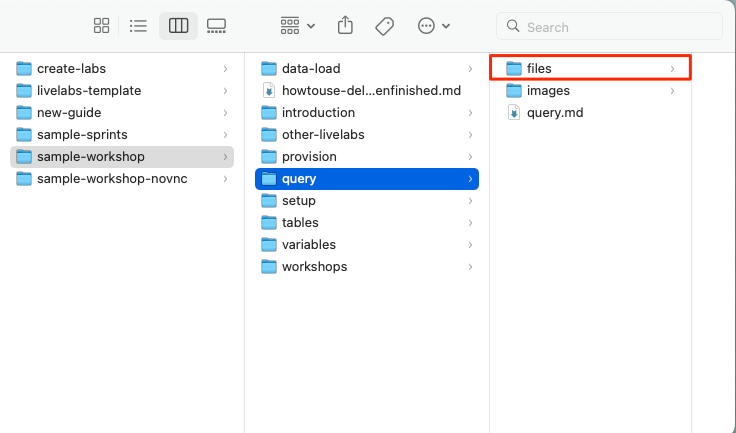 Search
create-labs
livelabs-template
new-guide
sample-sprints
sample-workshop
sample-workshop-novnc
data-load
howtouse-del...enfinished.md
introduction
other-livelabs
provision
query
setup
tables
variables
workshops
files
images
query.md